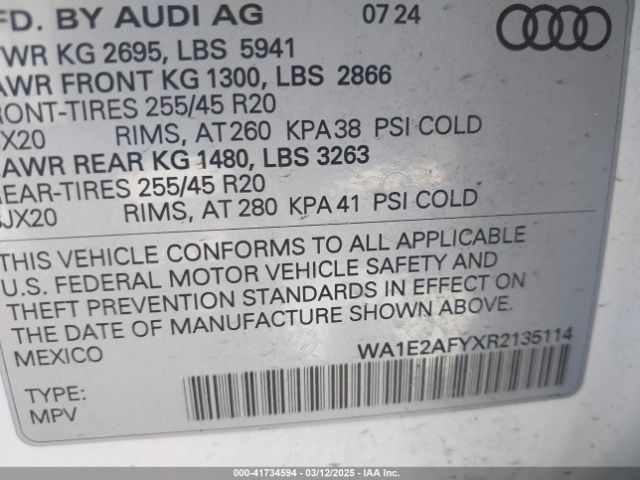 FD. BY AUDI AG 07 24
WR KG 2695, LBS 5941
AWR FRONT KG 1300, LBS 2866
RONT-TIRES 255/45 R20
JX20 RIMS, AT 260 KPA 38 PSI COLD
AWR REAR KG 1480, LBS 3263
EAR-TIRES 255/45 R20
JX20 RIMS, AT 280 KPA 41 PSI COLD
THIS VEHICLE CONFORMS TO ALL APPLICABLE
U.S. FEDERAL MOTOR VEHICLE SAFETY AND
THEFT PREVENTION STANDARDS IN EFFECT ON
THE DATE OF MANUFACTURE SHOWN ABOVE.
MEXICO WA1E2AFYXR2135114
TYPE:
MPV
000-41734594 - 03/12/2025 - IAA Inc.